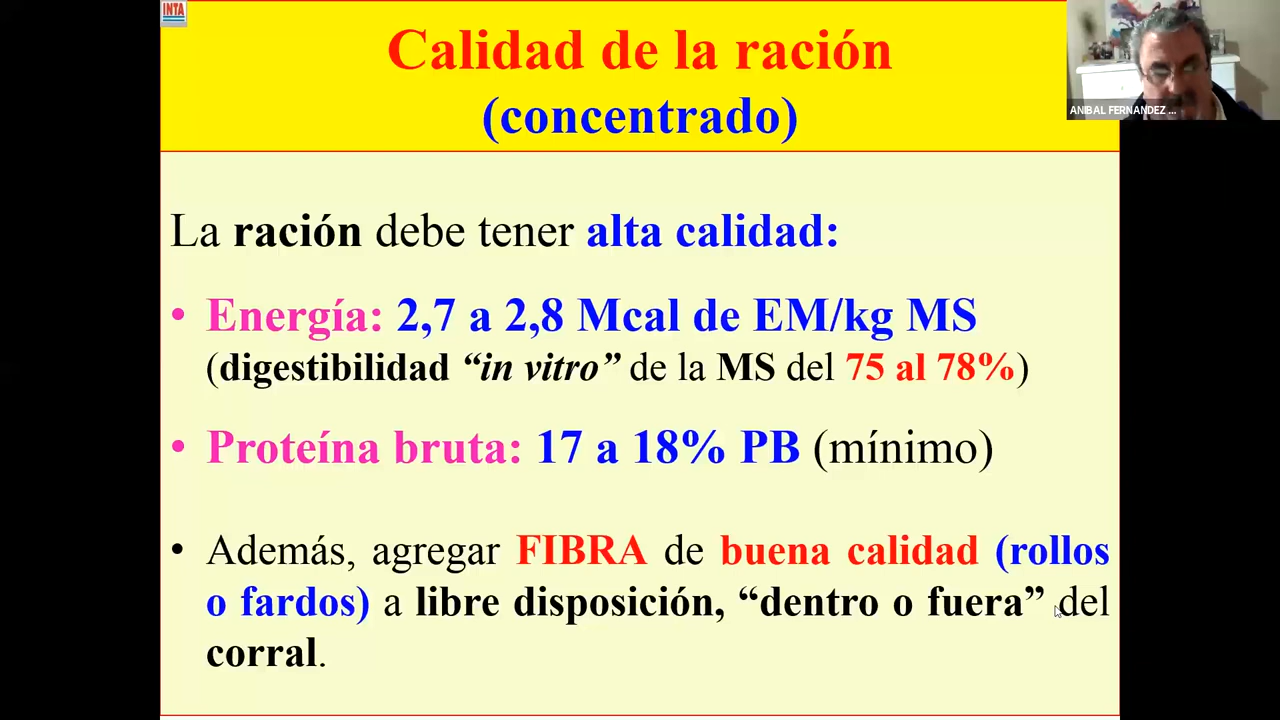 INTA
Calidad de la ración
(concentrado)
ANIBAL FERNANDEZ ...
La ración debe tener alta calidad:
• Energía: 2,7 a 2,8 Mcal de EM/kg MS
(digestibilidad “in vitro” de la MS del 75 al 78%)
• Proteína bruta: 17 a 18% PB (mínimo)
• Además, agregar FIBRA de buena calidad (rollos
o fardos) a libre disposición, “dentro o fuera” del
corral.